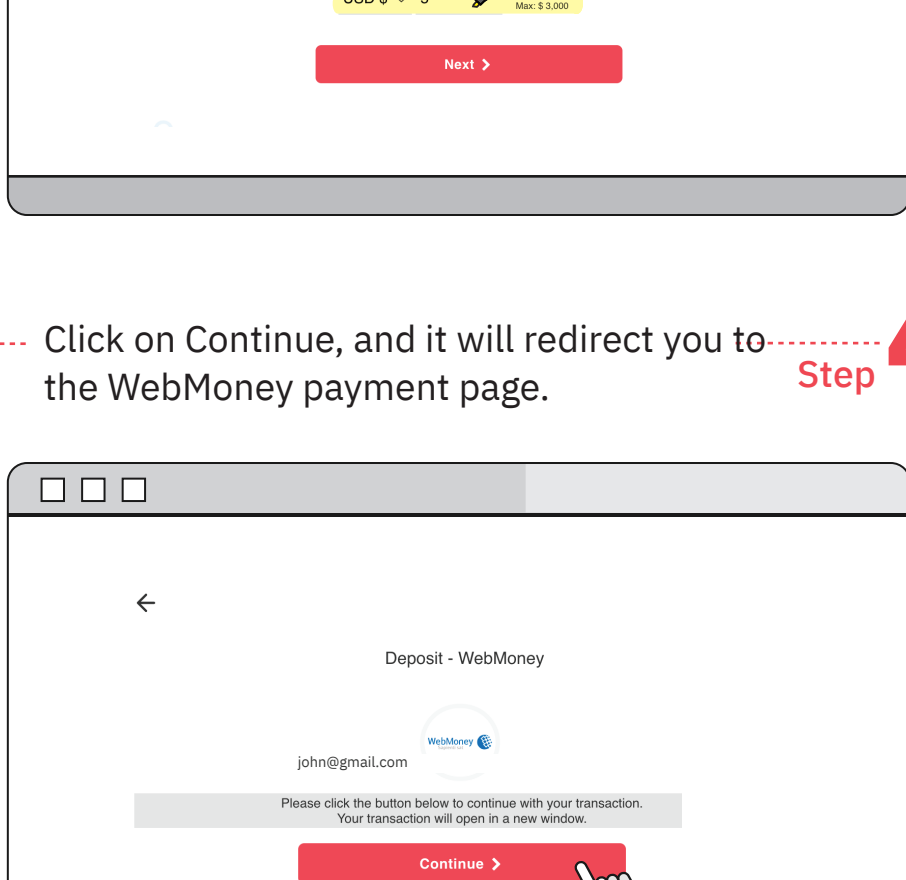 USD $
Max: $ 3,000
Next
Click on Continue, and it will redirect you to
the WebMoney payment page.
Step
Deposit - WebMoney
WebMoney
john@gmail.com
Please click the button below to continue with your transaction.
Your transaction will open in a new window.
Continue